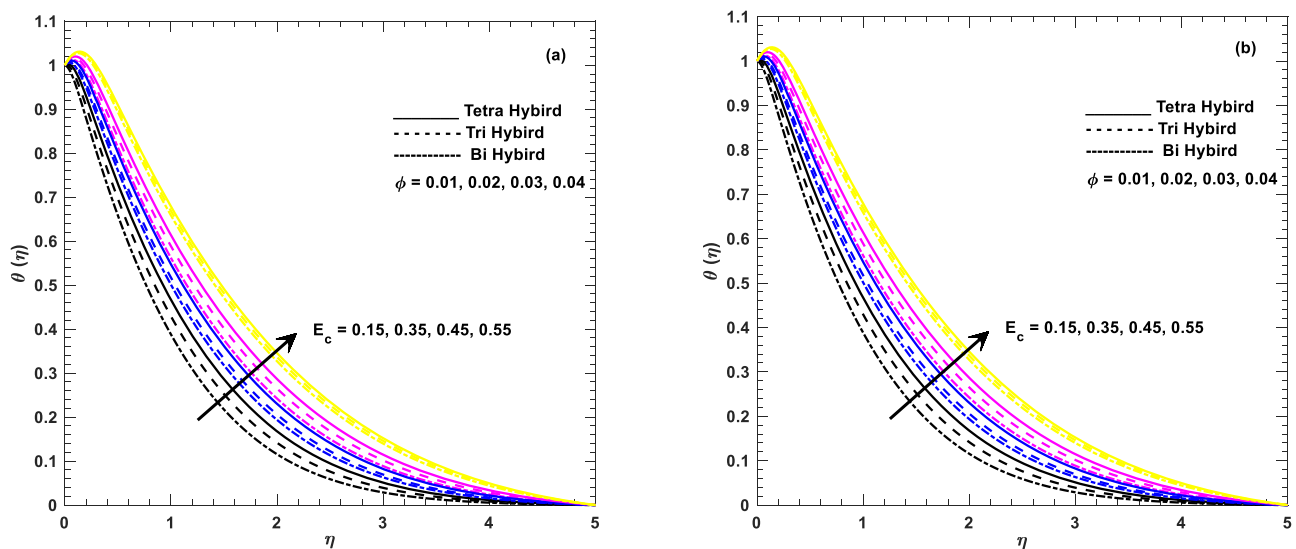 (a)
Tetra Hybird
Tri Hybird
Bi Hybird
ϕ = 0.01, 0.02, 0.03, 0.04
E_c = 0.15, 0.35, 0.45, 0.55
θ (η)
1.1
1
0.9
0.8
0.7
0.6
0.5
0.4
0.3
0.2
0.1
0
0 1 2 3 4 5
η
(b)
Tetra Hybird
Tri Hybird
Bi Hybird
ϕ = 0.01, 0.02, 0.03, 0.04
E_c = 0.15, 0.35, 0.45, 0.55
θ (η)
1.1
1
0.9
0.8
0.7
0.6
0.5
0.4
0.3
0.2
0.1
0
0 1 2 3 4 5
η